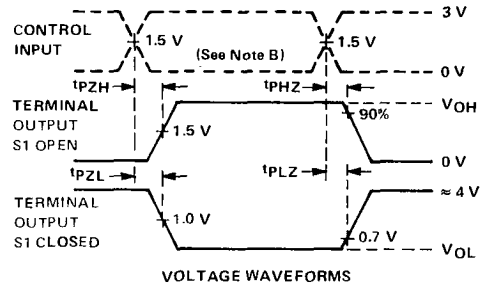 3 V
CONTROL
INPUT
1.5 V
(See Note B)
1.5 V
0 V
tPZH
tPHZ
VOH
TERMINAL
OUTPUT
S1 OPEN
1.5 V
90%
0 V
tPZL
tPLZ
≈ 4 V
TERMINAL
OUTPUT
S1 CLOSED
1.0 V
0.7 V
VOL
VOLTAGE WAVEFORMS